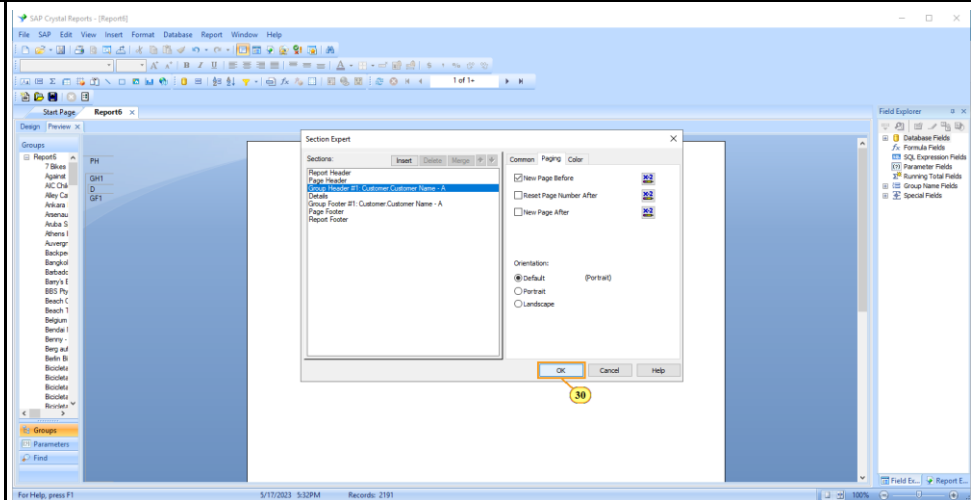 SAP Crystal Reports - [Report6]
File SAP Edit View Insert Format Database Report Window Help
1 of 1+
Start Page Report6 ×
Design Preview ×
Groups
Report6
7 Bikes
Against
AIC Chil
Alley Ca
Ankara
Arsenau
Aruba S
Athens I
Auvergr
Backpe
Bangkol
Barbadc
Barry's E
BBS Pty
Beach C
Beach T
Belgium
Bendai I
Benny -
Berg auf
Berlin Bi
Bicicleta
Bicicleta
Bicicleta
Bicicleta
Bicicleta
Groups
Parameters
Find
PH
GH1
D
GF1
Section Expert
Sections: Insert Delete Merge
Report Header
Page Header
Group Header #1: Customer.Customer Name - A
Details
Group Footer #1: Customer.Customer Name - A
Page Footer
Report Footer
Common Paging Color
New Page Before X-2
Reset Page Number After X-2
New Page After X-2
Orientation:
Default (Portrait)
Portrait
Landscape
OK Cancel Help
30
Field Explorer
Database Fields
Formula Fields
SQL Expression Fields
Parameter Fields
Running Total Fields
Group Name Fields
Special Fields
Field Ex... Report E...
For Help, press F1 5/17/2023 5:32PM Records: 2191 100%